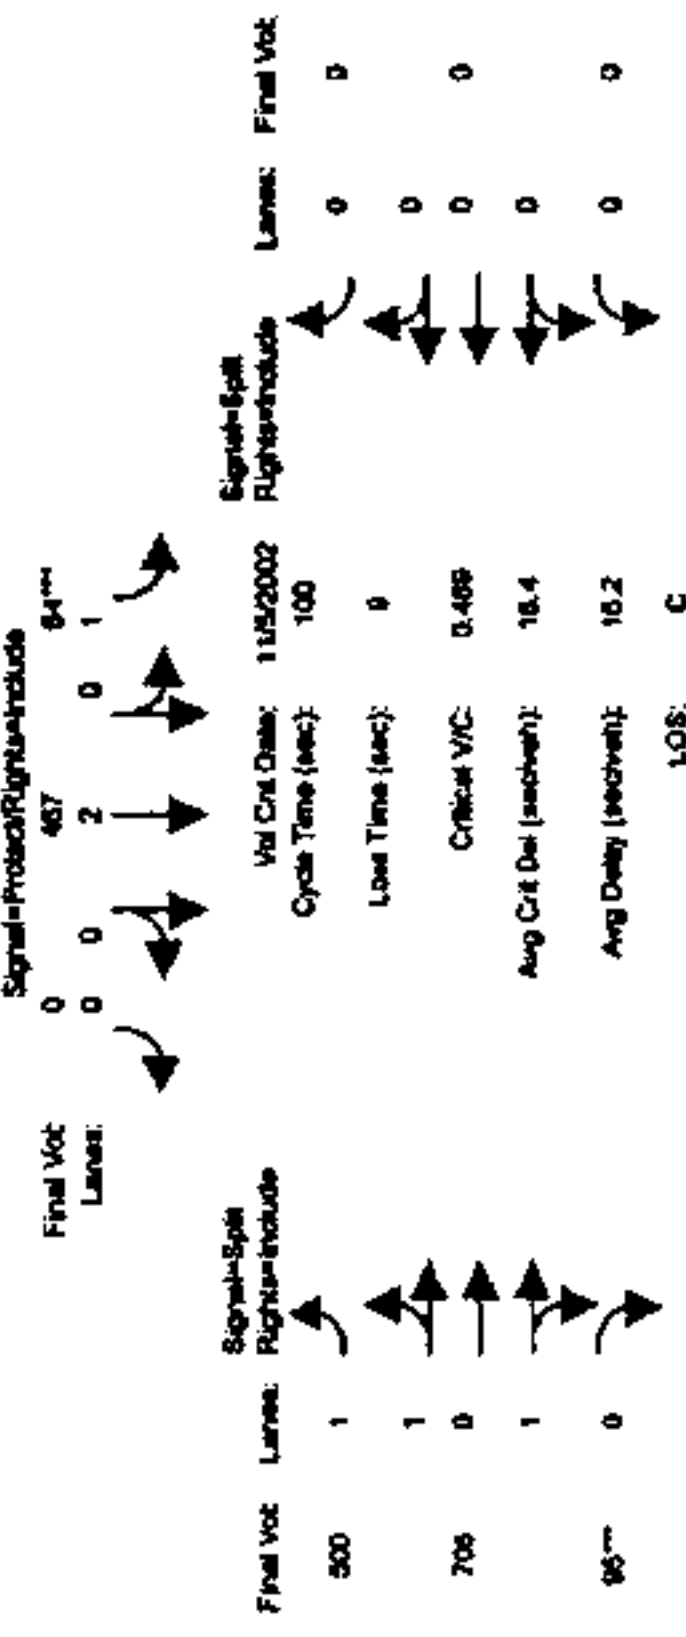 Signal=Protect/Rights=Include
Final Vol: 0 467 64***
Lanes: 0 0 2 0 1
Signal=Split
Rights=Include
Signal=Split
Rights=Include
Final Vol: Lanes:
Vol Cnt Date: 11/5/2002
Lanes: Final Vol:
Cycle Time (sec): 100
500 1
0 0
Loss Time (sec): 9
1
0
706 0
Critical V/C: 0.469
0 0
1
Avg Crit Del (sec/veh): 16.4
0
96*** 0
Avg Delay (sec/veh): 16.2
0 0
LOS: C